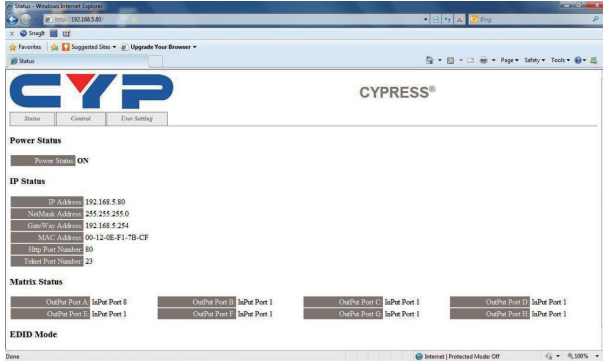 Status - Windows Internet Explorer
http://192.168.5.80/
Bing
x SnagIt
Favorites Suggested Sites Upgrade Your Browser
Status
Page Safety Tools
CYP
CYPRESS®
Status Control User Setting
Power Status
Power Status: ON
IP Status
IP Address: 192.168.5.80
NetMask Address: 255.255.255.0
GateWay Address: 192.168.5.254
MAC Address: 00-12-0E-F1-7B-CF
Http Port Number: 80
Telnet Port Number: 23
Matrix Status
OutPut Port A: InPut Port 8 OutPut Port B: InPut Port 1 OutPut Port C: InPut Port 1 OutPut Port D: InPut Port 1
OutPut Port E: InPut Port 1 OutPut Port F: InPut Port 1 OutPut Port G: InPut Port 1 OutPut Port H: InPut Port 1
EDID Mode
Done Internet | Protected Mode: Off 100%